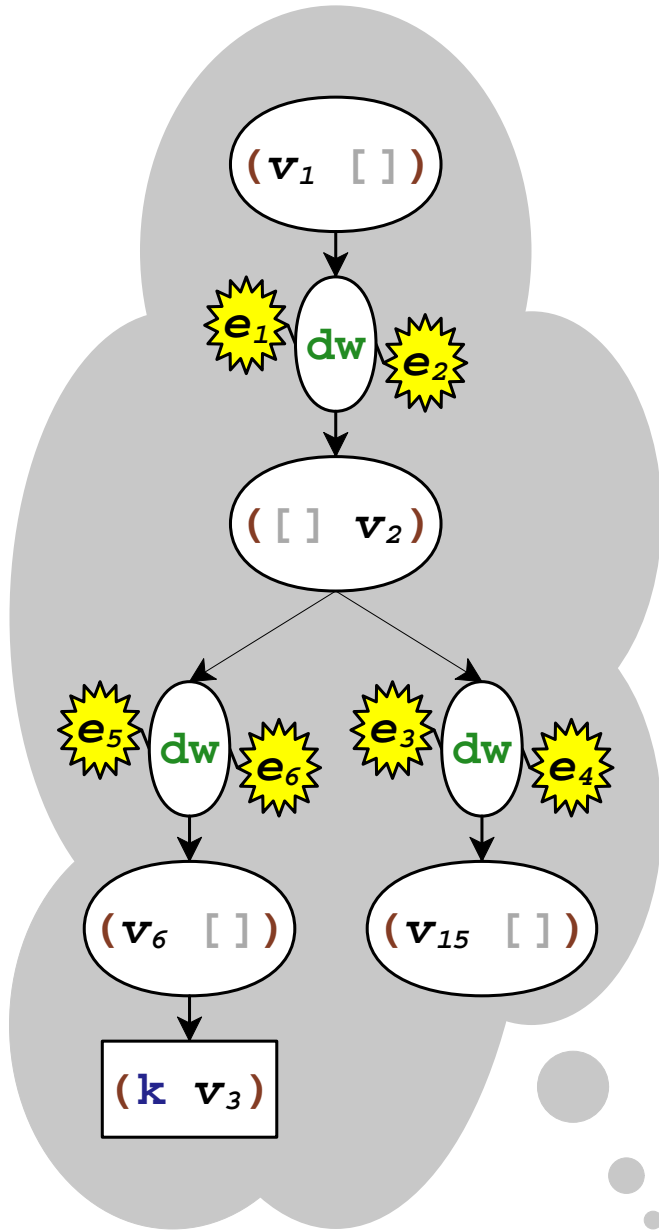 (v₁ [])
e₁ dw e₂
([] v₂)
e₅ dw e₆ e₃ dw e₄
(v₆ []) (v₁₅ [])
(k v₃)